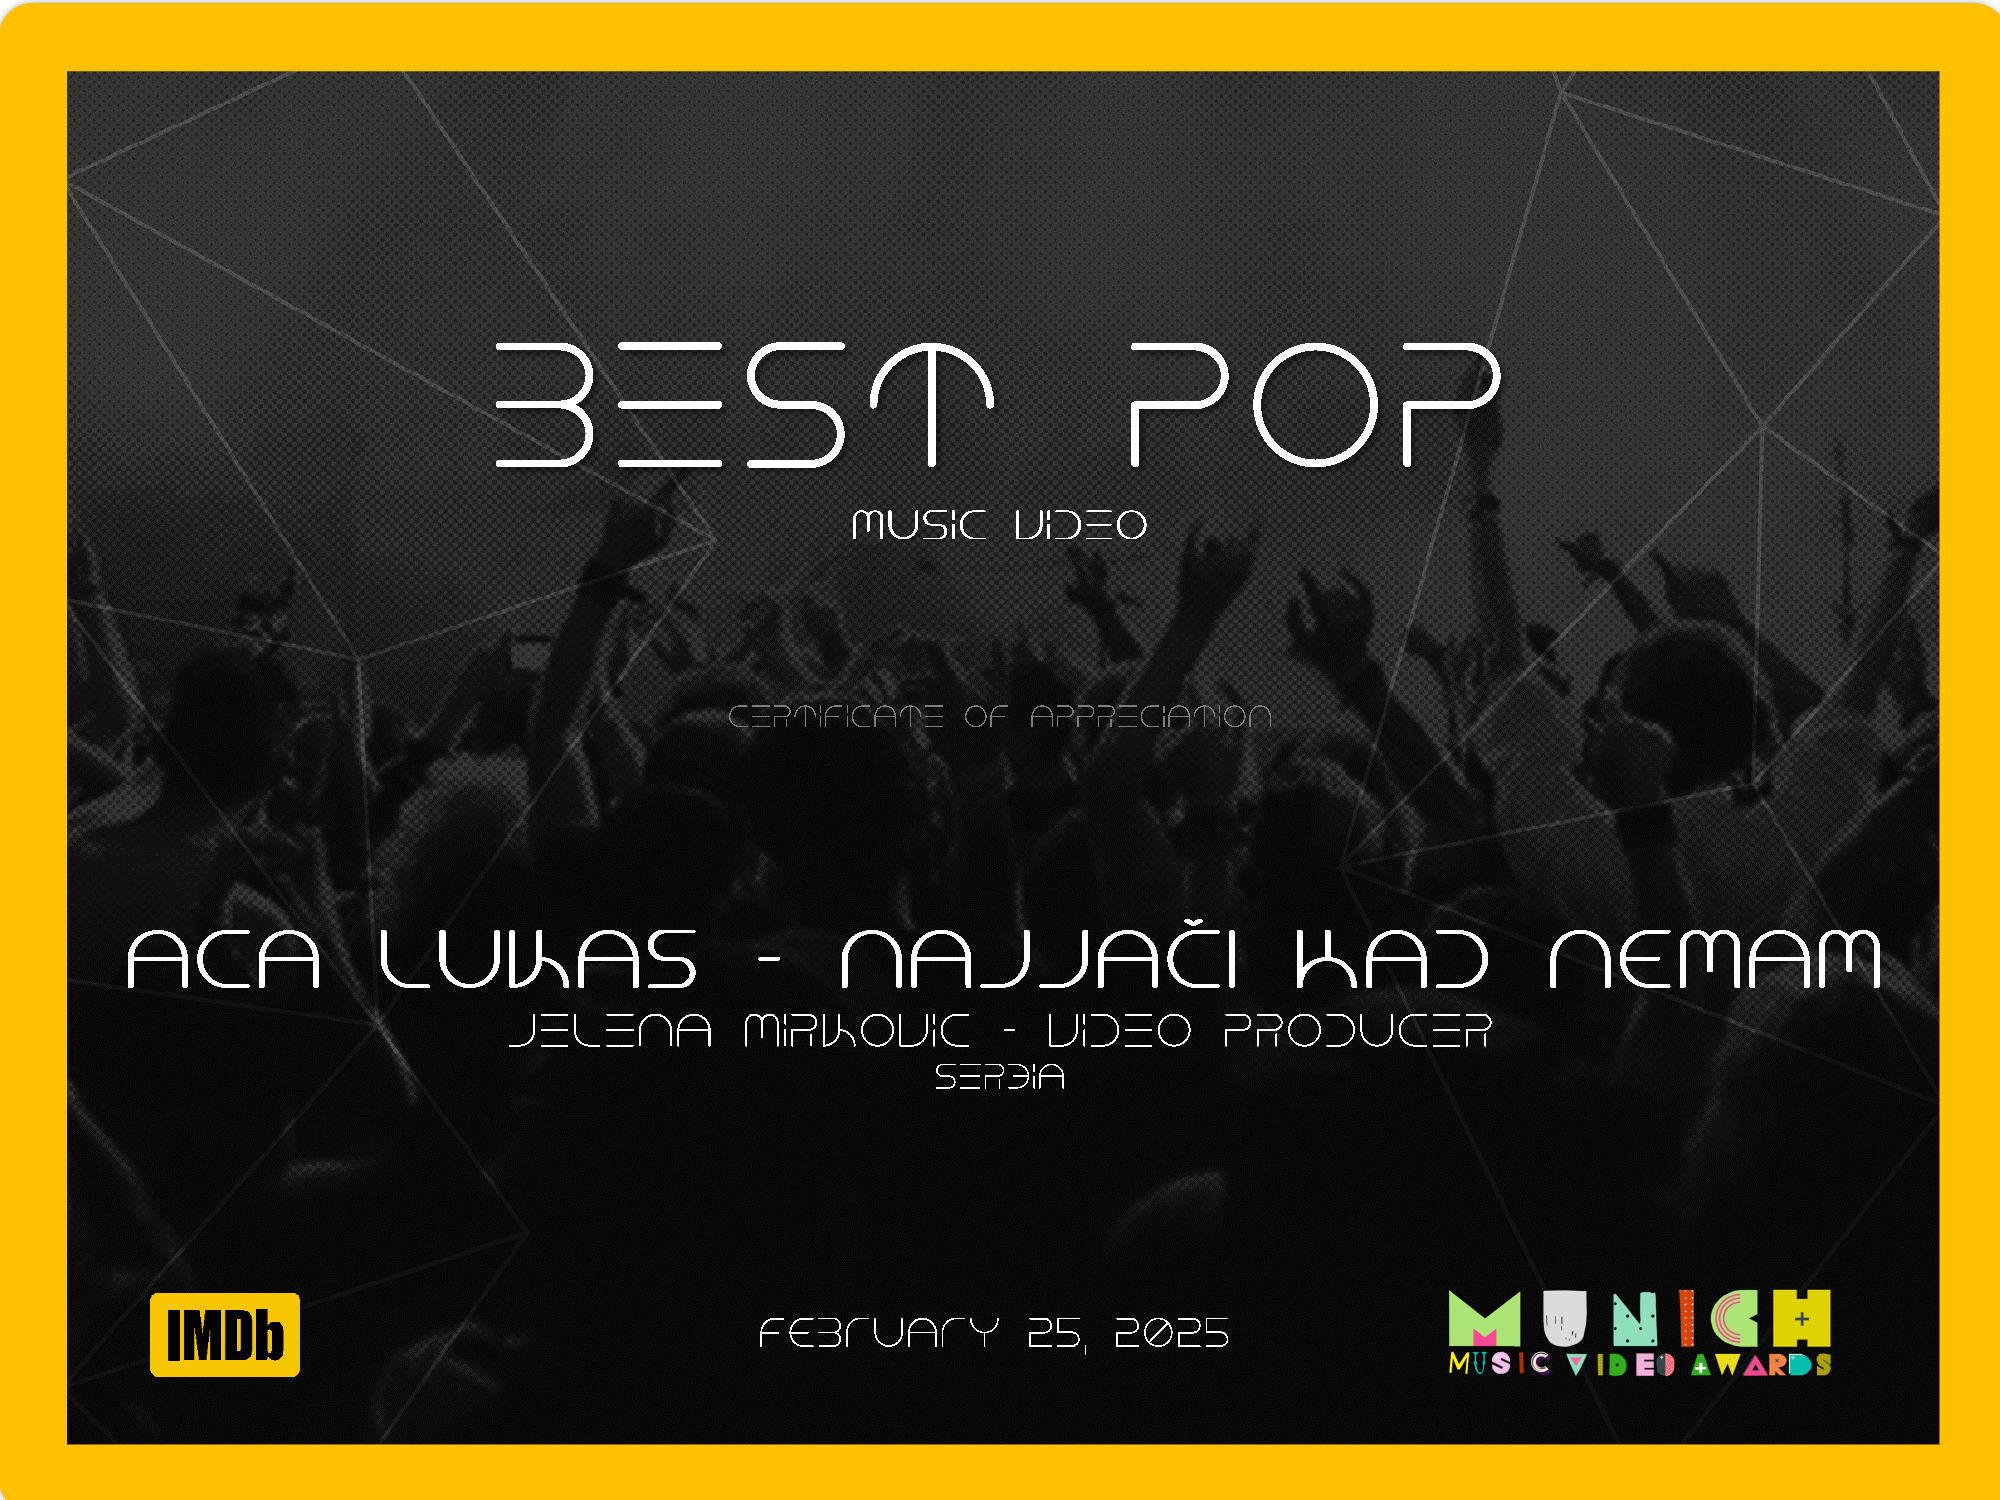 BEST POP
MUSIC VIDEO
CERTIFICATE OF APPRECIATION
ACA LUKAS - NAJJAČI KAD NEMAM
JELENA MIRKOVIC - VIDEO PRODUCER
SERBIA
IMDb
FEBRUARY 25, 2025
MUNICH
MUSIC VIDEO AWARDS